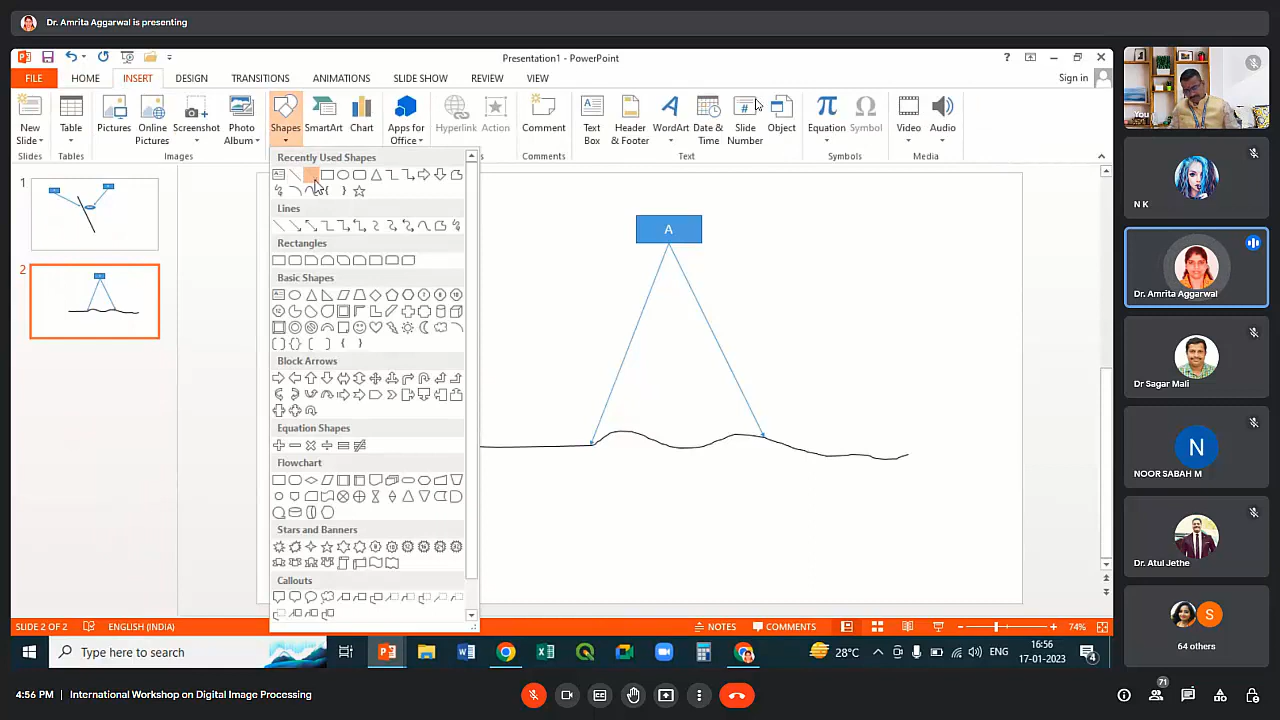 Dr. Amrita Aggarwal is presenting
Presentation1 - PowerPoint
Sign in
FILE HOME INSERT DESIGN TRANSITIONS ANIMATIONS SLIDE SHOW REVIEW VIEW
New Slide
Table
Pictures
Online Pictures
Screenshot
Photo Album
Shapes
SmartArt
Chart
Apps for Office
Hyperlink
Action
Comment
Text Box
Header & Footer
WordArt
Date & Time
Slide Number
Object
Equation
Symbol
Video
Audio
Slides
Tables
Images
Comments
Text
Symbols
Media
Recently Used Shapes
Lines
Rectangles
Basic Shapes
Block Arrows
Equation Shapes
Flowchart
Stars and Banners
Callouts
1
2
A
SLIDE 2 OF 2
ENGLISH (INDIA)
NOTES
COMMENTS
74%
Type here to search
28°C
ENG
16:56
17-01-2023
4
You
N K
Dr. Amrita Aggarwal
Dr Sagar Mali
N
NOOR SABAH M
Dr. Atul Jethe
S
64 others
4:56 PM | International Workshop on Digital Image Processing
71